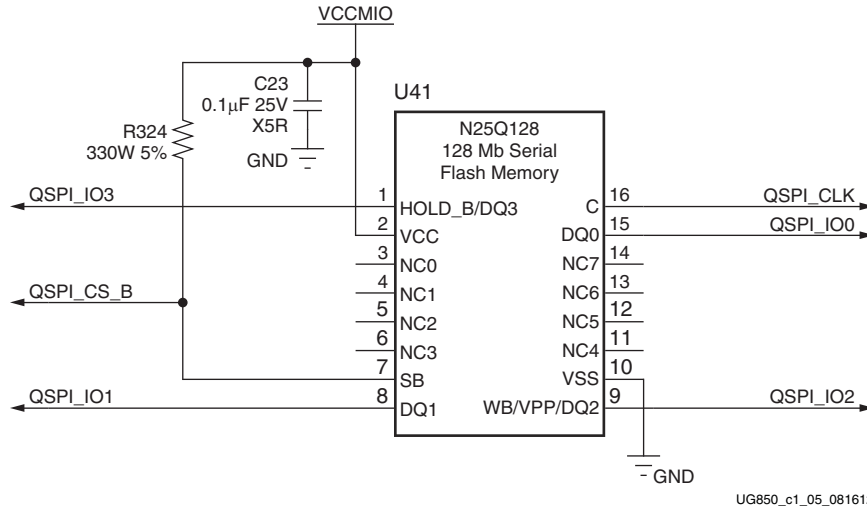 VCCMIO
C23
0.1µF 25V
X5R
GND
R324
330W 5%
U41
N25Q128
128 Mb Serial
Flash Memory
QSPI_IO3
1
HOLD_B/DQ3
2
VCC
3
NC0
4
NC1
QSPI_CS_B
5
NC2
6
NC3
7
SB
QSPI_IO1
8
DQ1
C
16
QSPI_CLK
DQ0
15
QSPI_IO0
NC7
14
NC6
13
NC5
12
NC4
11
VSS
10
WB/VPP/DQ2
9
QSPI_IO2
GND